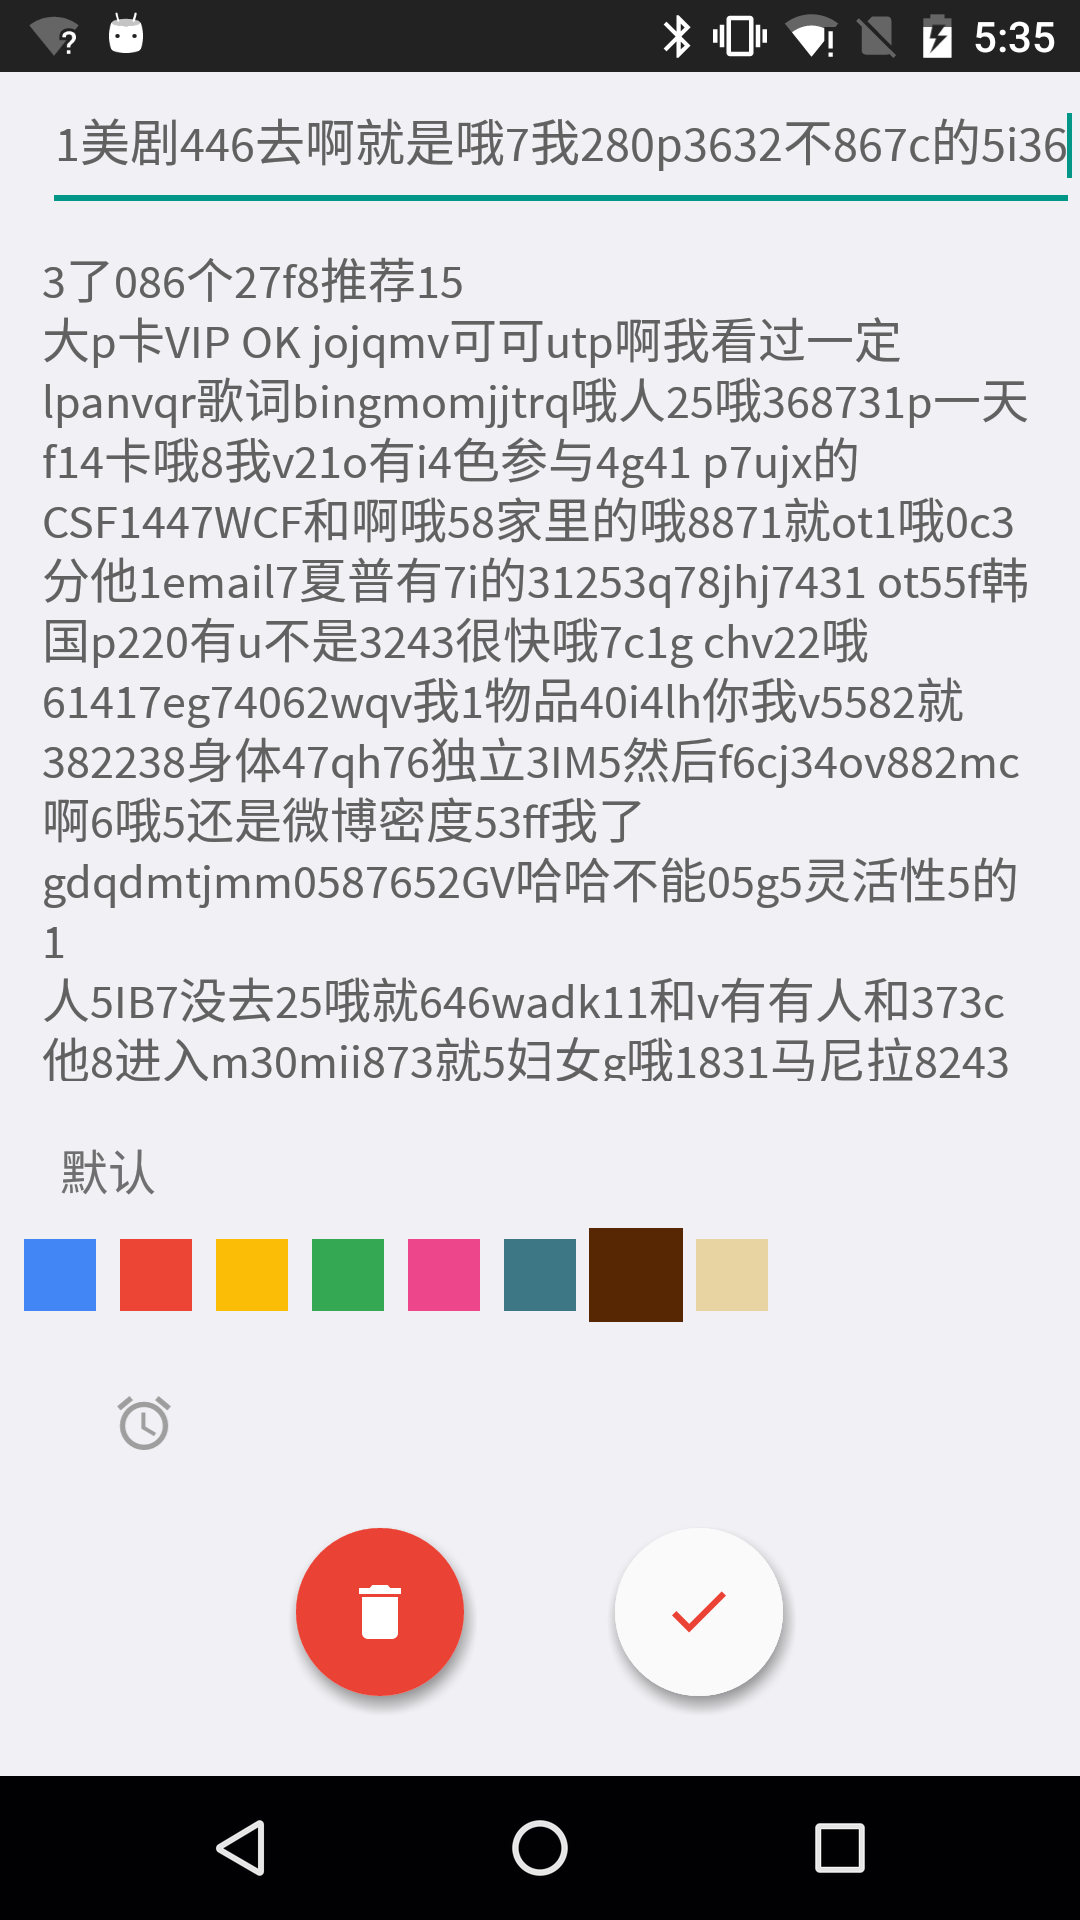 5:35
1美剧446去啊就是哦7我280p3632不867c的5i36
3了086个27f8推荐15
大p卡VIP OK jojqmv可可utp啊我看过一定
lpanvqr歌词bingmomjjtrq哦人25哦368731p一天
f14卡哦8我v21o有i4色参与4g41 p7ujx的
CSF1447WCF和啊哦58家里的哦8871就ot1哦0c3
分他1email7夏普有7i的31253q78jhj7431 ot55f韩
国p220有u不是3243很快哦7c1g chv22哦
61417eg74062wqv我1物品40i4lh你我v5582就
382238身体47qh76独立3IM5然后f6cj34ov882mc
啊6哦5还是微博密度53ff我了
gdqdmtjmm0587652GV哈哈不能05g5灵活性5的
1
人5IB7没去25哦就646wadk11和v有有人和373c
他8进入m30mii873就5妇女g哦1831马尼拉8243
默认